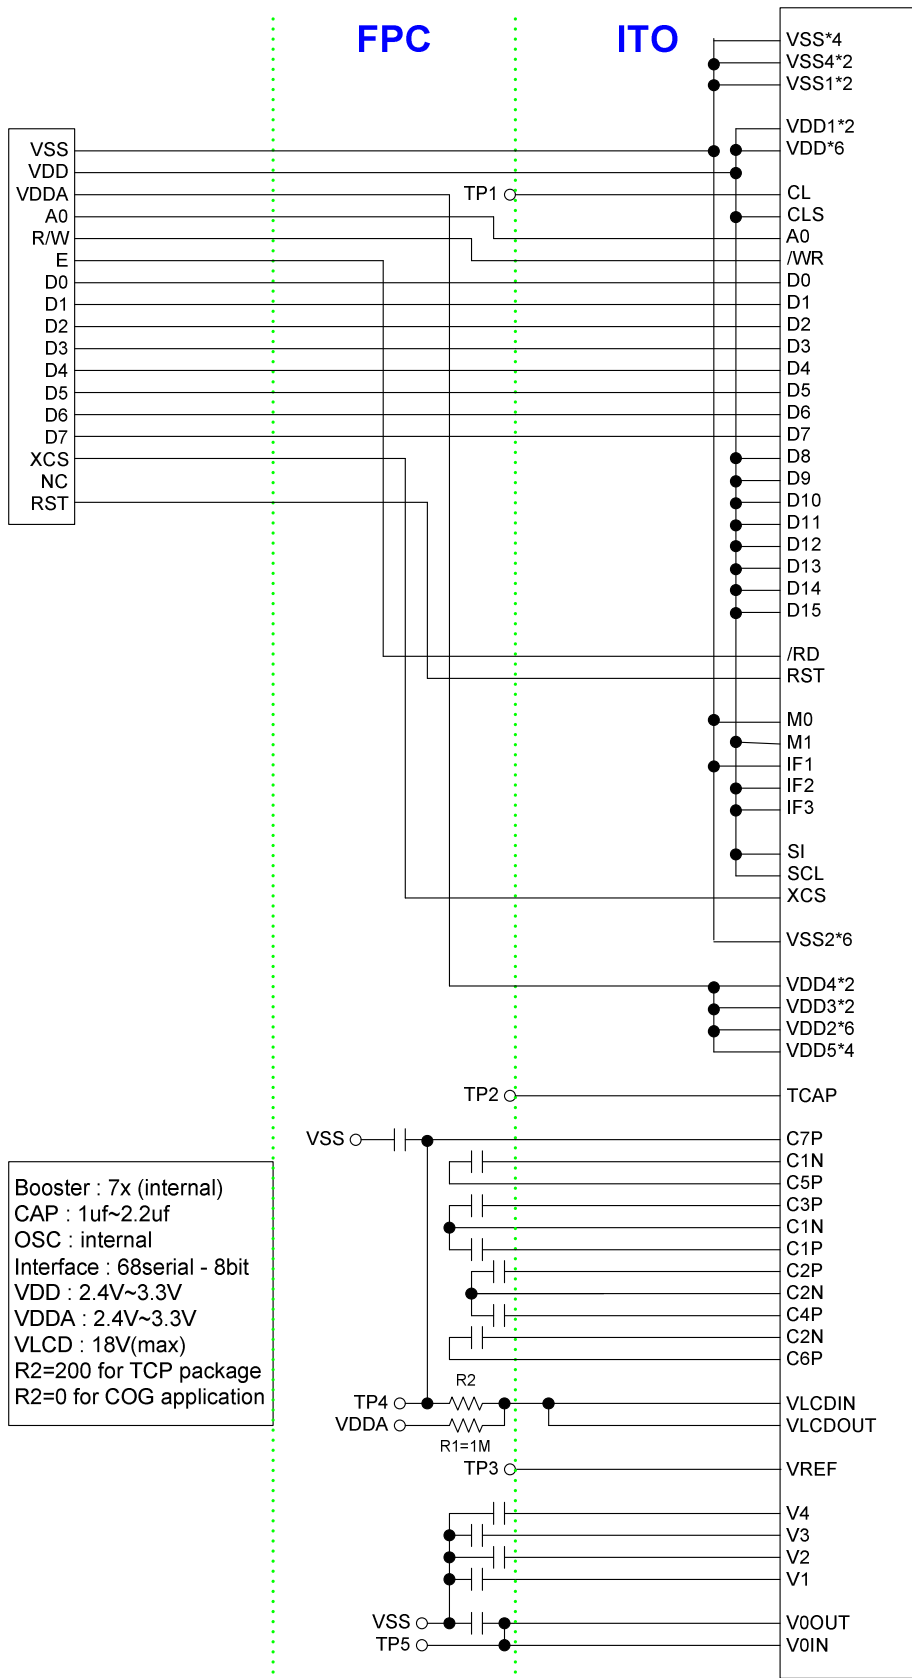 FPC
ITO
VSS
VDD
VDDA
A0
R/W
E
D0
D1
D2
D3
D4
D5
D6
D7
XCS
NC
RST
Booster : 7x (internal)
CAP : 1uf~2.2uf
OSC : internal
Interface : 68serial - 8bit
VDD : 2.4V~3.3V
VDDA : 2.4V~3.3V
VLCD : 18V(max)
R2=200 for TCP package
R2=0 for COG application
TP1
TP2
VSS
R2
TP4
VDDA
R1=1M
TP3
VSS
TP5
VSS*4
VSS4*2
VSS1*2
VDD1*2
VDD*6
CL
CLS
A0
/WR
D0
D1
D2
D3
D4
D5
D6
D7
D8
D9
D10
D11
D12
D13
D14
D15
/RD
RST
M0
M1
IF1
IF2
IF3
SI
SCL
XCS
VSS2*6
VDD4*2
VDD3*2
VDD2*6
VDD5*4
TCAP
C7P
C1N
C5P
C3P
C1N
C1P
C2P
C2N
C4P
C2N
C6P
VLCDIN
VLCDOUT
VREF
V4
V3
V2
V1
V0OUT
V0IN